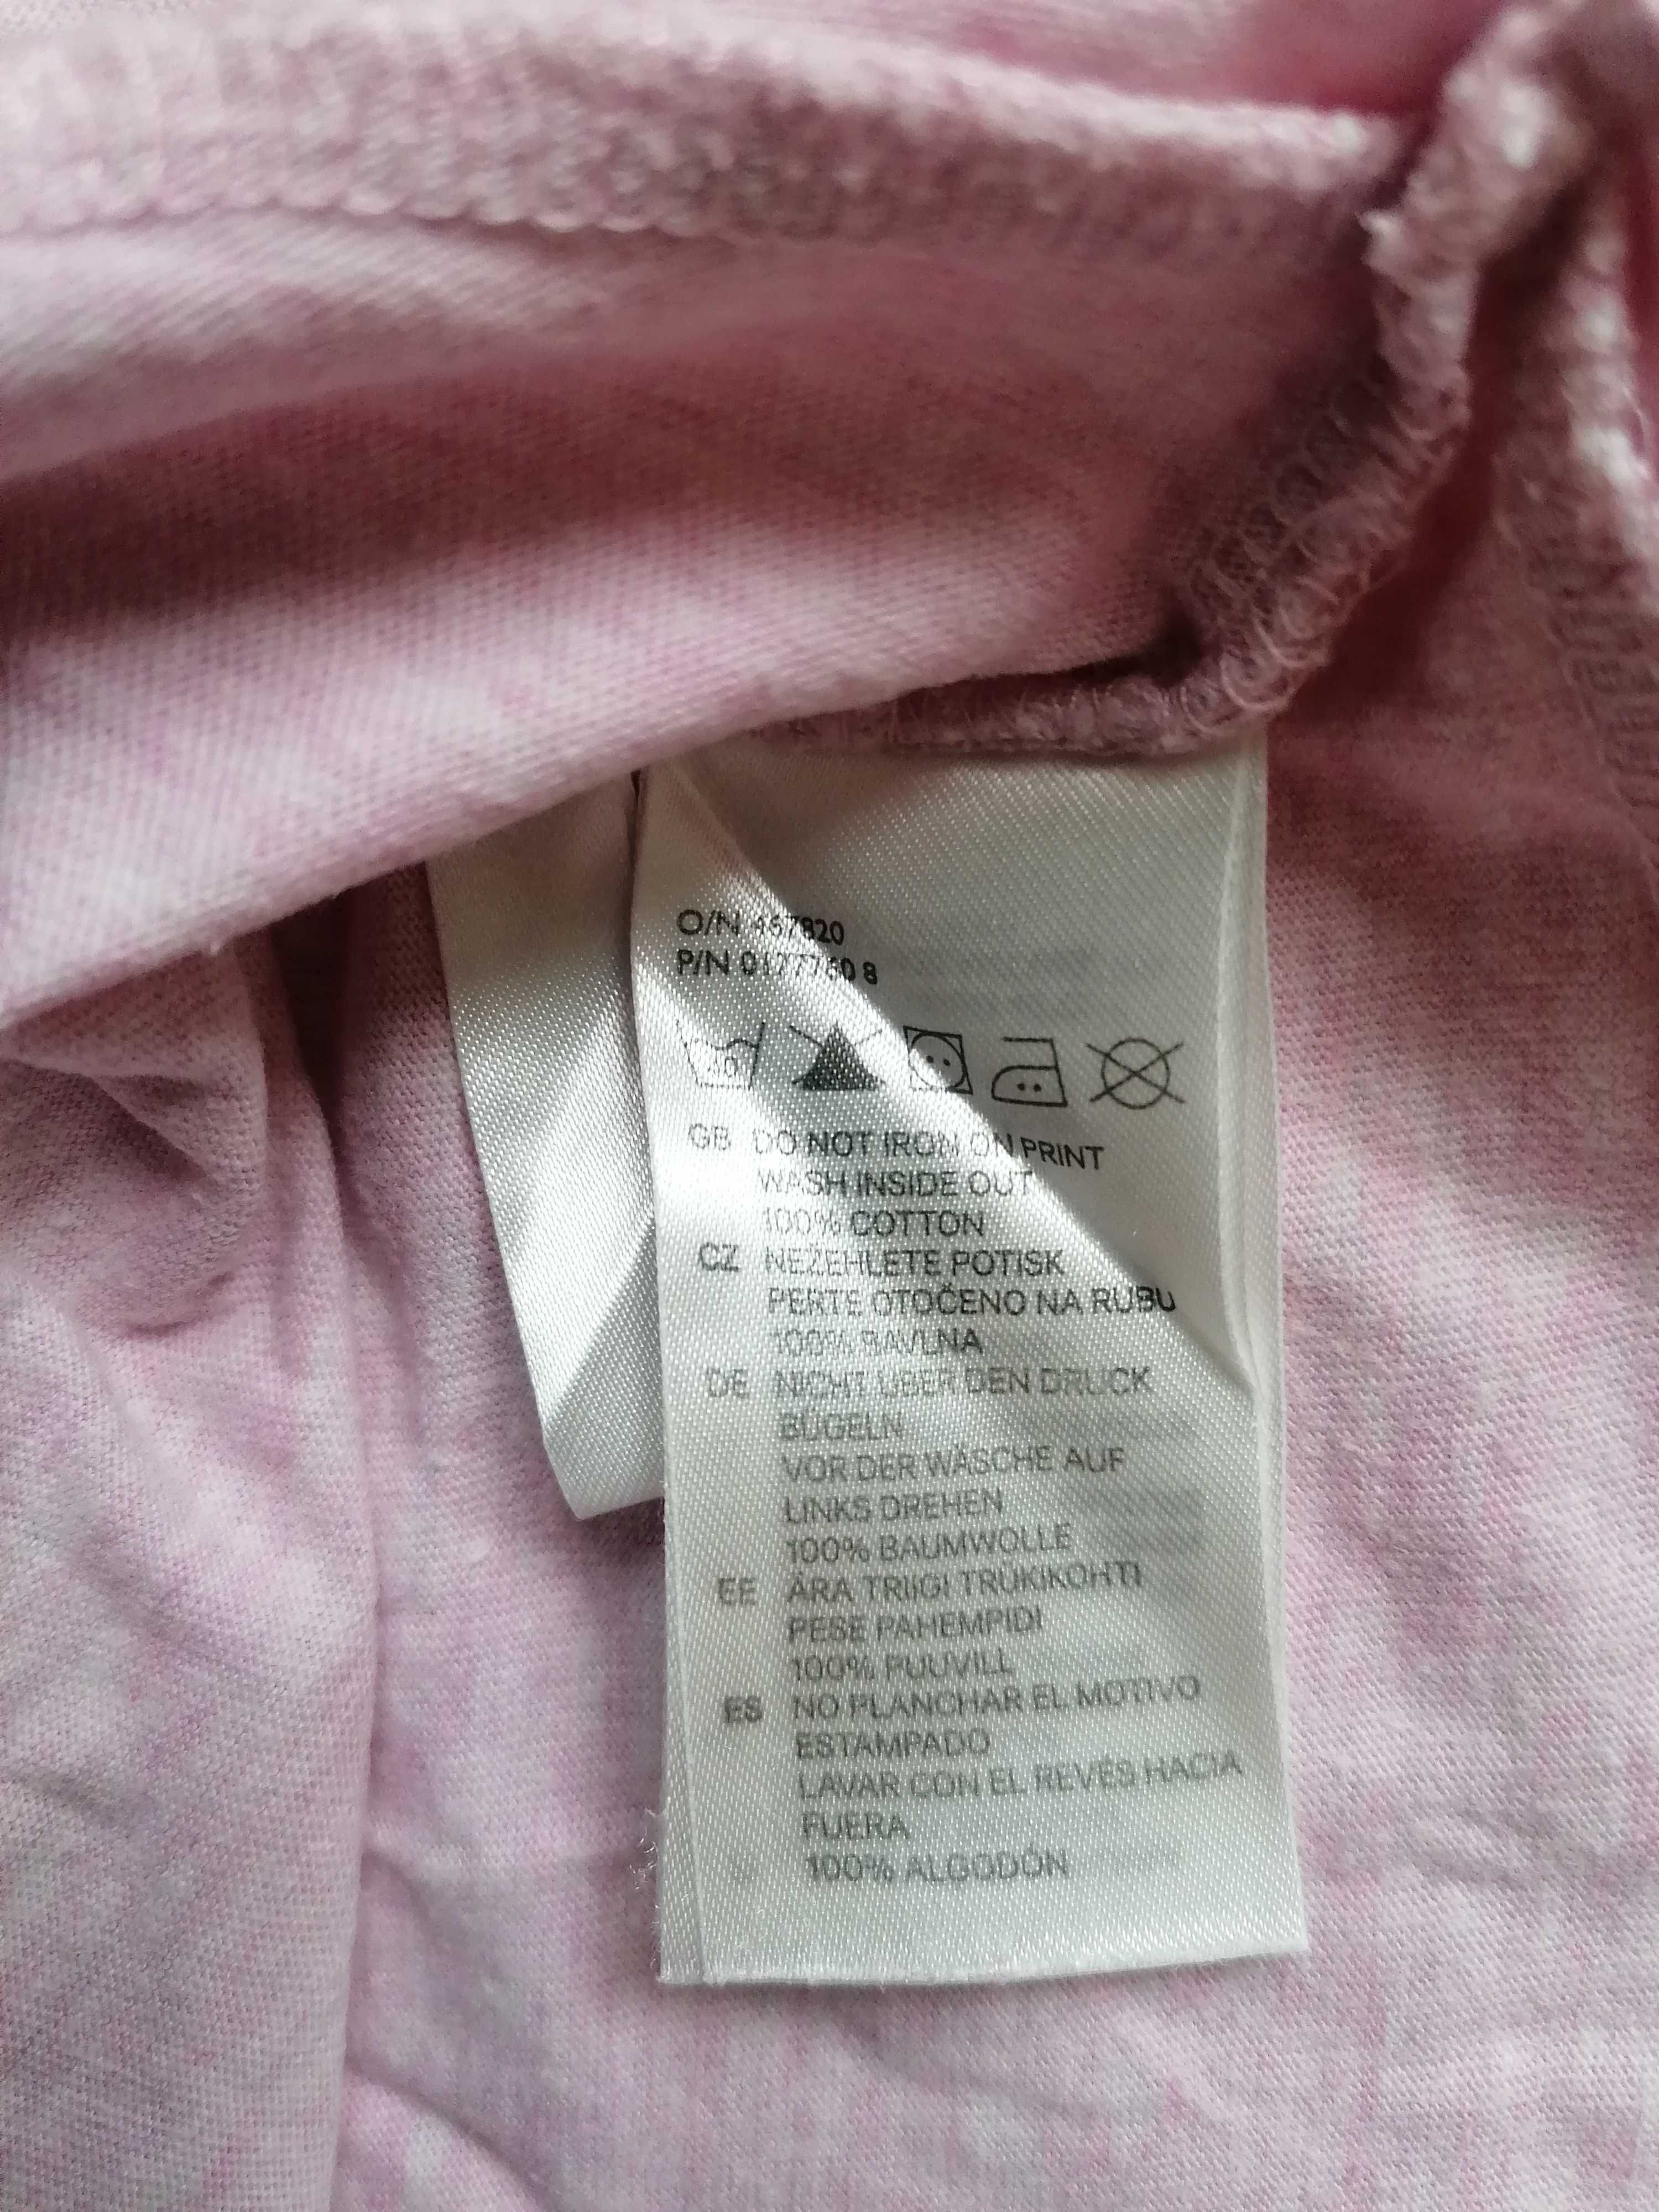 O/N 467820
P/N 0177760 8
GB DO NOT IRON ON PRINT
WASH INSIDE OUT
100% COTTON
CZ NEŽEHLETE POTISK
PERTE OTOČENO NA RUBU
100% BAVLNA
DE NICHT ÜBER DEN DRUCK
BÜGELN
VOR DER WÄSCHE AUF
LINKS DREHEN
100% BAUMWOLLE
EE ÄRA TRIIGI TRÜKIKOHTI
PESE PAHEMPIDI
100% PUUVILL
ES NO PLANCHAR EL MOTIVO
ESTAMPADO
LAVAR CON EL REVÉS HACIA
FUERA
100% ALGODÓN